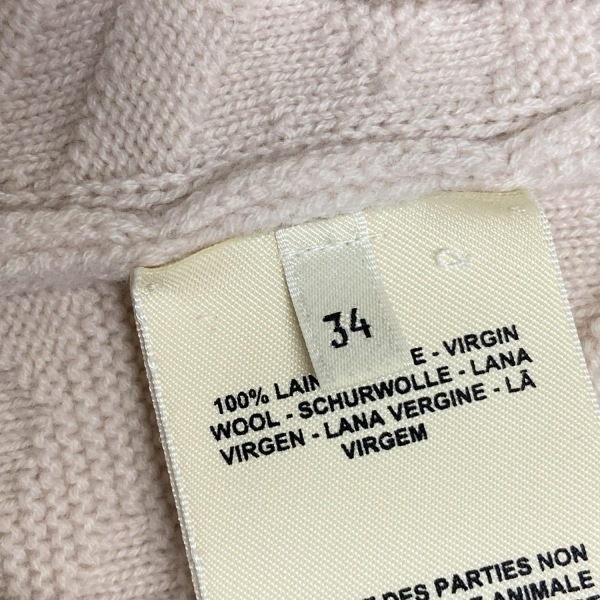 34
100% LAIN E - VIRGIN
WOOL - SCHURWOLLE - LANA
VIRGEN - LANA VERGINE - LÃ
VIRGEM
DES PARTIES NON
ANIMALE